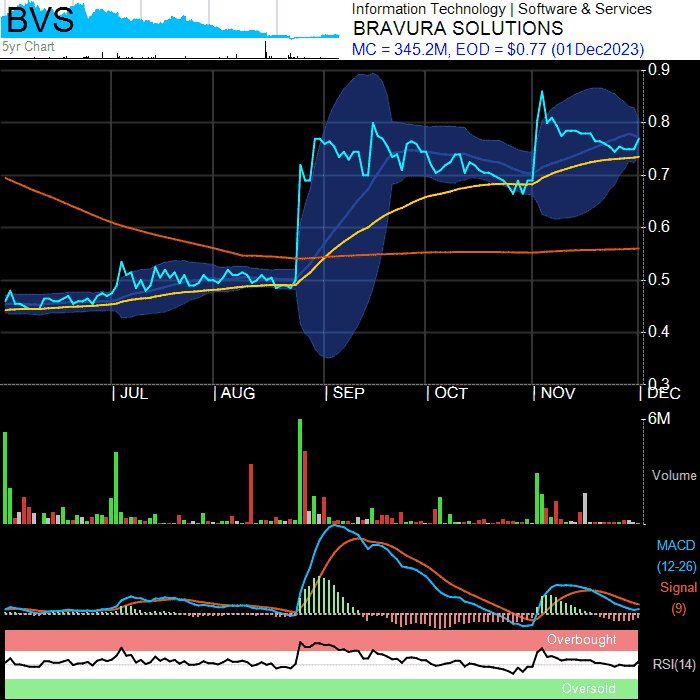 BVS
5yr Chart
Information Technology | Software & Services
BRAVURA SOLUTIONS
MC = 345.2M, EOD = $0.77 (01Dec2023)
0.9
0.8
0.7
0.6
0.5
0.4
0.3
| JUL | AUG | SEP | OCT | NOV | DEC
6M
Volume
MACD
(12-26)
Signal
(9)
Overbought
RSI(14)
Oversold